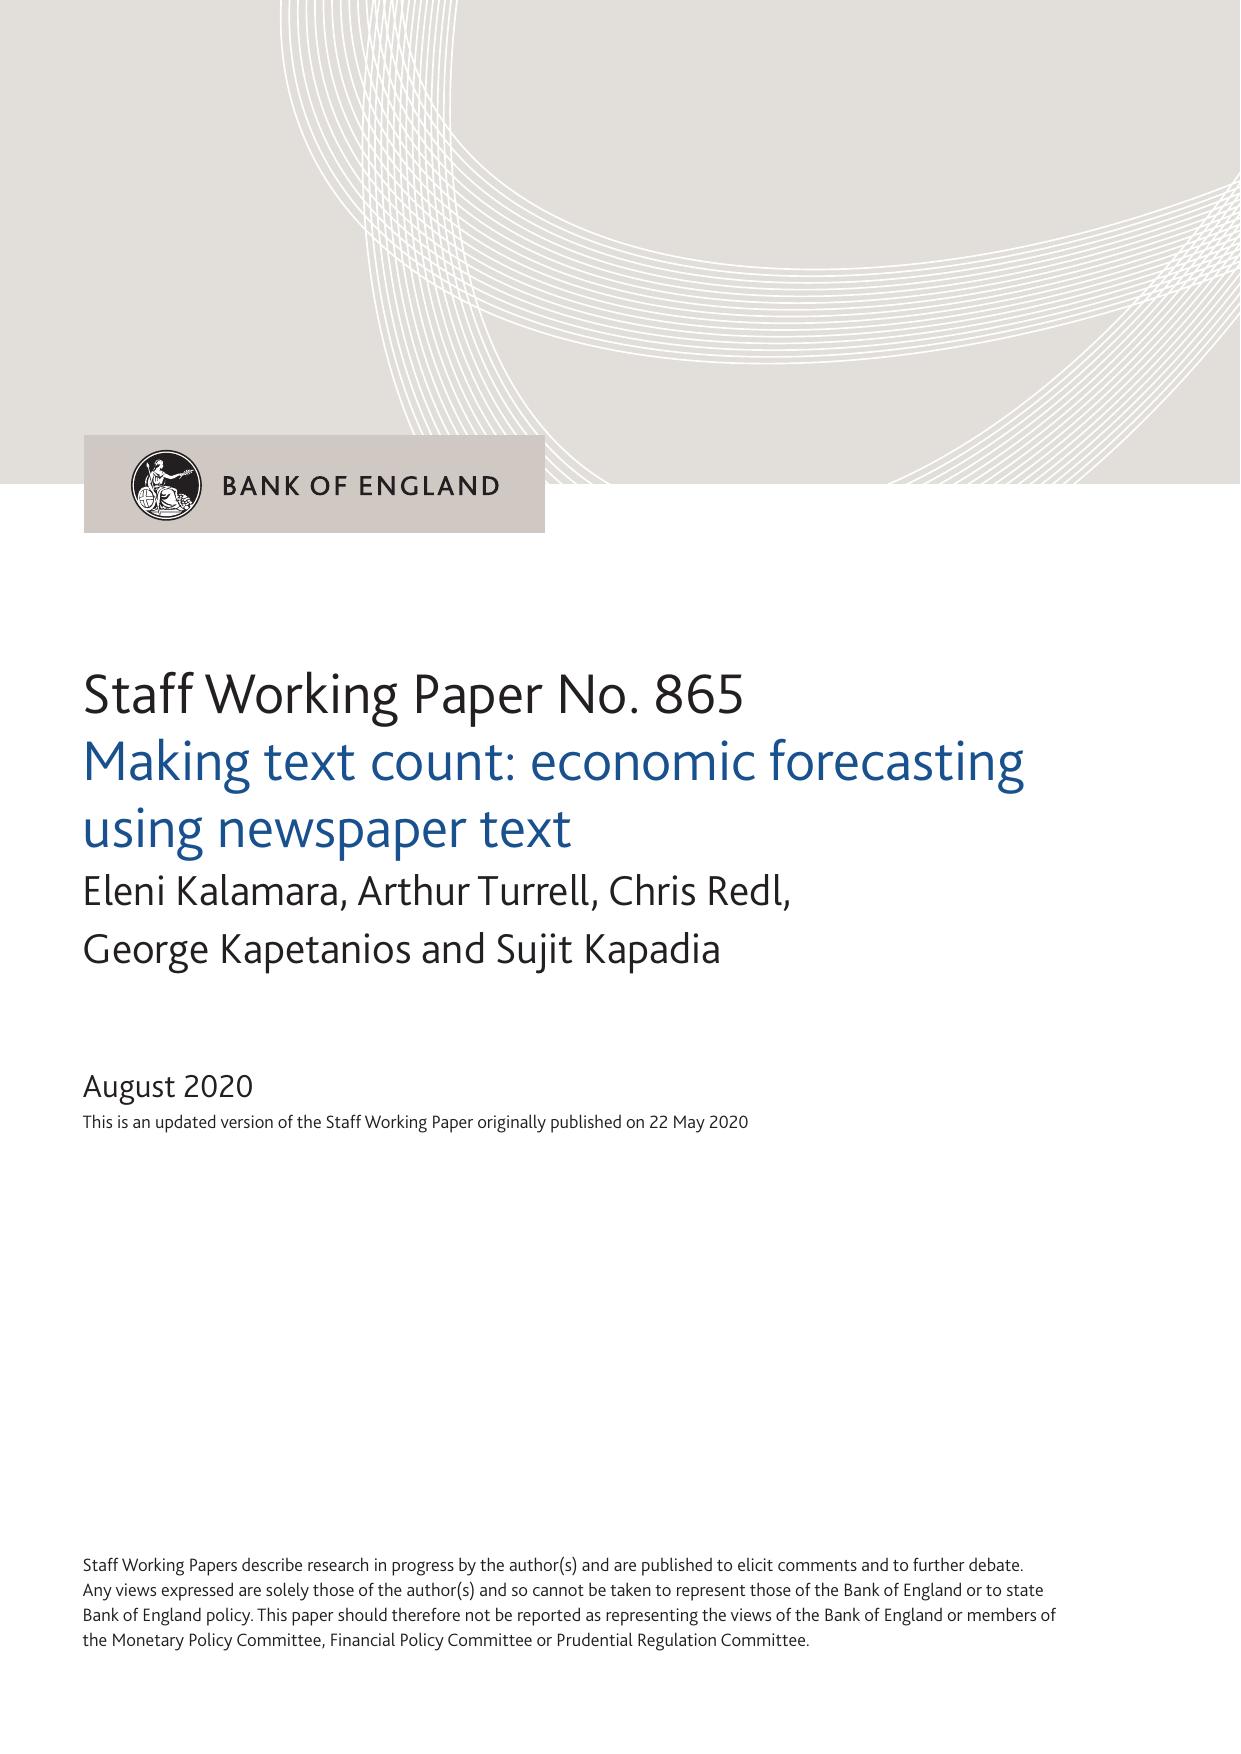 BANK OF ENGLAND
Staff Working Paper No. 865
Making text count: economic forecasting
using newspaper text
Eleni Kalamara, Arthur Turrell, Chris Redl,
George Kapetanios and Sujit Kapadia
August 2020
This is an updated version of the Staff Working Paper originally published on 22 May 2020
Staff Working Papers describe research in progress by the author(s) and are published to elicit comments and to further debate.
Any views expressed are solely those of the author(s) and so cannot be taken to represent those of the Bank of England or to state
Bank of England policy. This paper should therefore not be reported as representing the views of the Bank of England or members of
the Monetary Policy Committee, Financial Policy Committee or Prudential Regulation Committee.